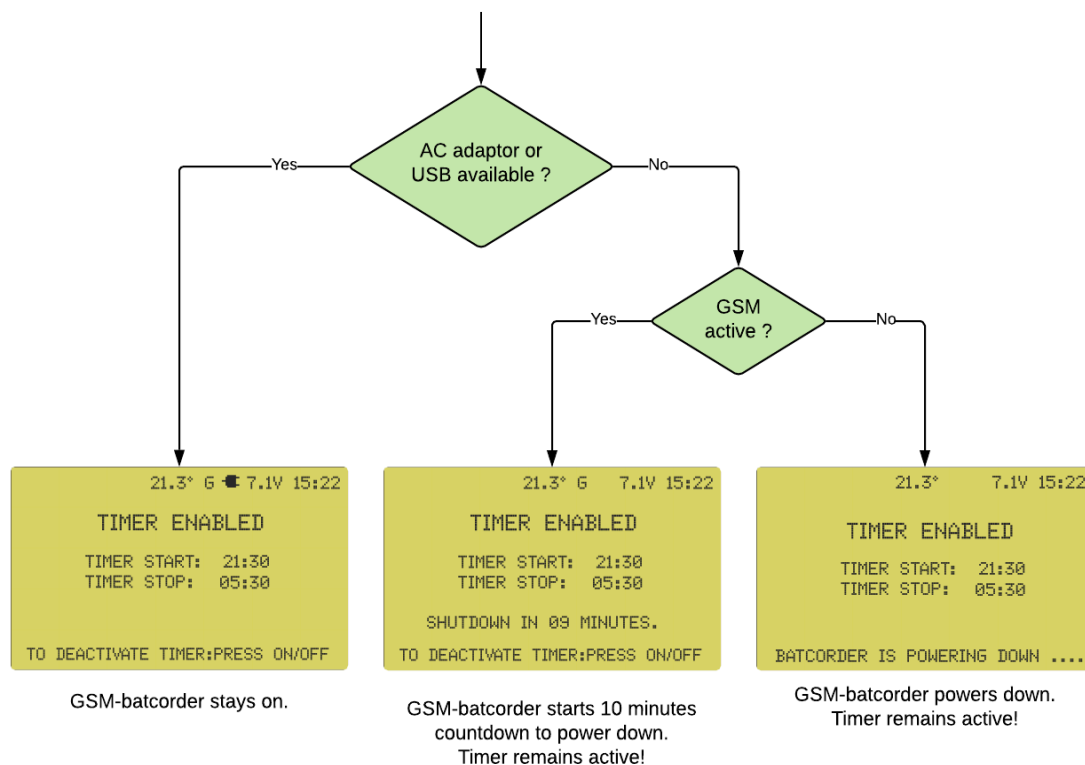 AC adaptor or
USB available ?
Yes
No
GSM
active ?
Yes
No
21.3° G 7.1V 15:22
TIMER ENABLED
TIMER START: 21:30
TIMER STOP: 05:30
TO DEACTIVATE TIMER:PRESS ON/OFF
GSM-batcorder stays on.
21.3° G 7.1V 15:22
TIMER ENABLED
TIMER START: 21:30
TIMER STOP: 05:30
SHUTDOWN IN 09 MINUTES.
TO DEACTIVATE TIMER:PRESS ON/OFF
GSM-batcorder starts 10 minutes
countdown to power down.
Timer remains active!
21.3° 7.1V 15:22
TIMER ENABLED
TIMER START: 21:30
TIMER STOP: 05:30
BATCORDER IS POWERING DOWN ....
GSM-batcorder powers down.
Timer remains active!